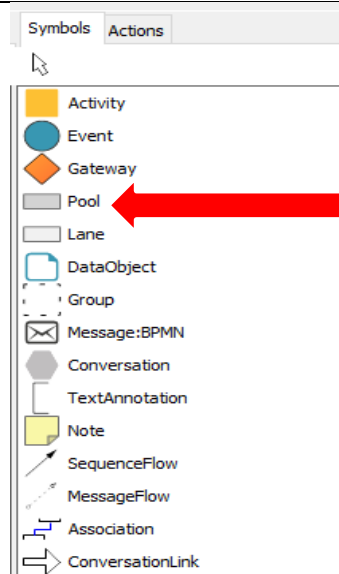 Symbols Actions
Activity
Event
Gateway
Pool
Lane
DataObject
Group
Message:BPMN
Conversation
TextAnnotation
Note
SequenceFlow
MessageFlow
Association
ConversationLink